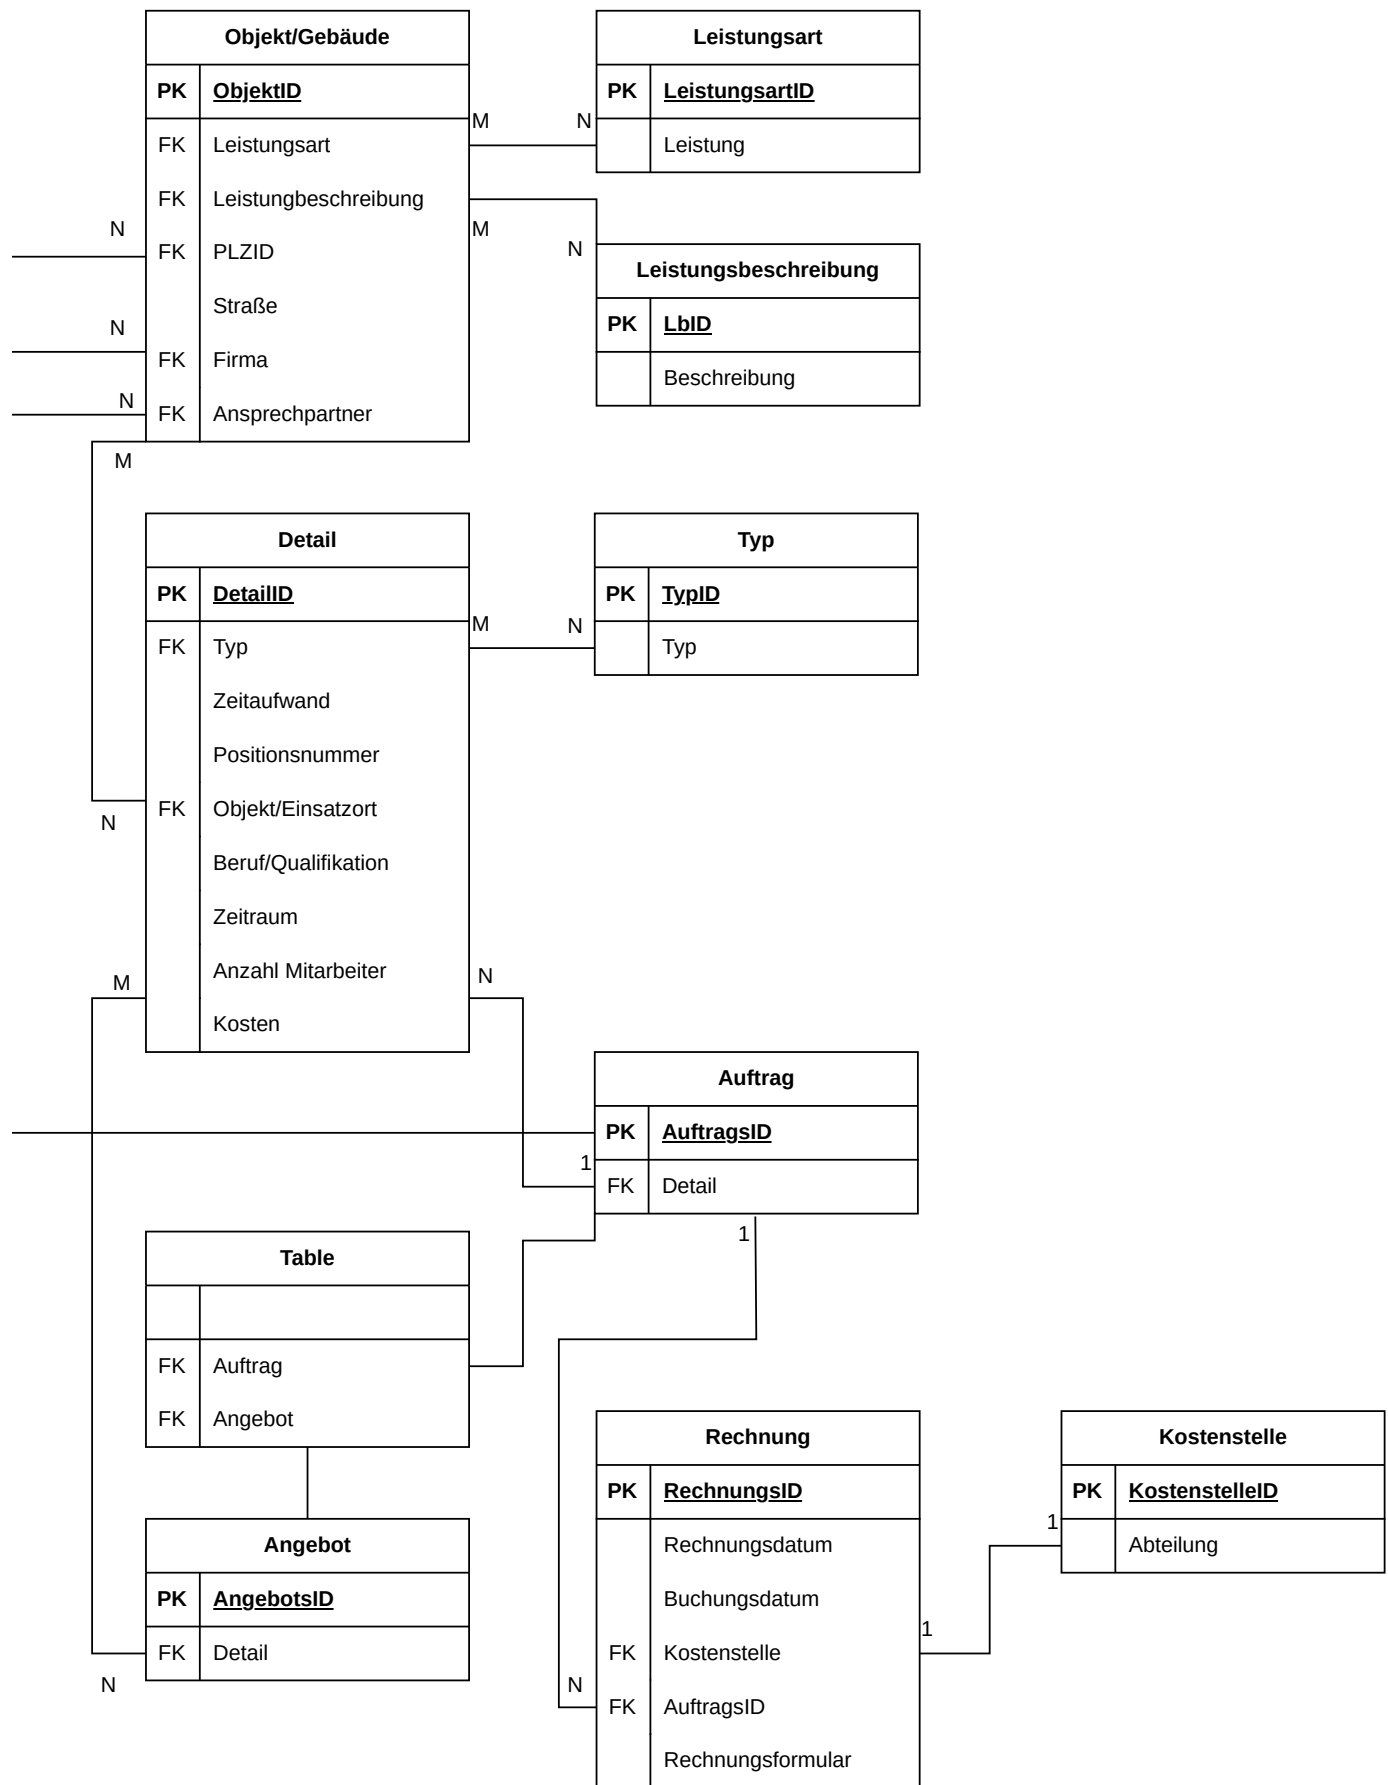 Objekt/Gebäude
PK ObjektID
FK Leistungsart
FK Leistungbeschreibung
FK PLZID
Straße
FK Firma
FK Ansprechpartner
Leistungsart
PK LeistungsartID
Leistung
M N
M N
N
N
N
M
Leistungsbeschreibung
PK LbID
Beschreibung
Detail
PK DetailID
FK Typ
Zeitaufwand
Positionsnummer
FK Objekt/Einsatzort
Beruf/Qualifikation
Zeitraum
Anzahl Mitarbeiter
Kosten
M N
Typ
PK TypID
Typ
N
M
N
Auftrag
PK AuftragsID
FK Detail
1
1
Table
FK Auftrag
FK Angebot
Angebot
PK AngebotsID
FK Detail
N
Rechnung
PK RechnungsID
Rechnungsdatum
Buchungsdatum
FK Kostenstelle
FK AuftragsID
Rechnungsformular
N
1
1
Kostenstelle
PK KostenstelleID
Abteilung